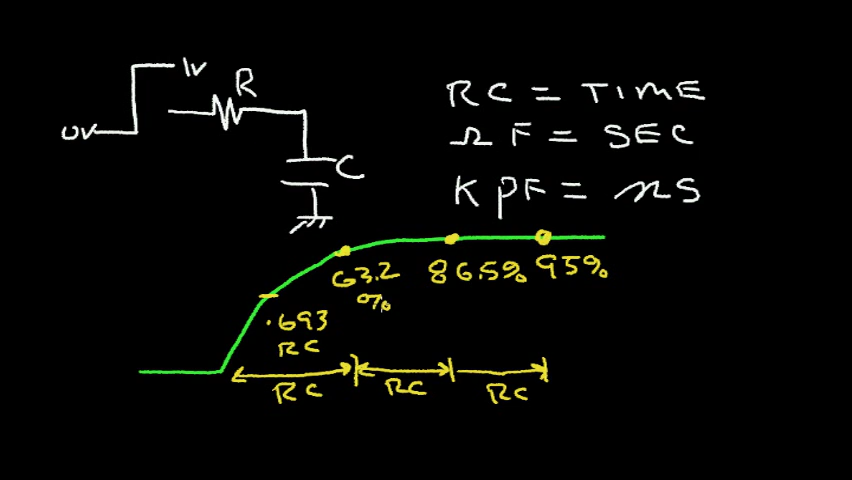 1V
R
0V
C
RC = TIME
Ω F = SEC
K PF = nS
63.2
%
86.5%
95%
.693
RC
RC
RC
RC